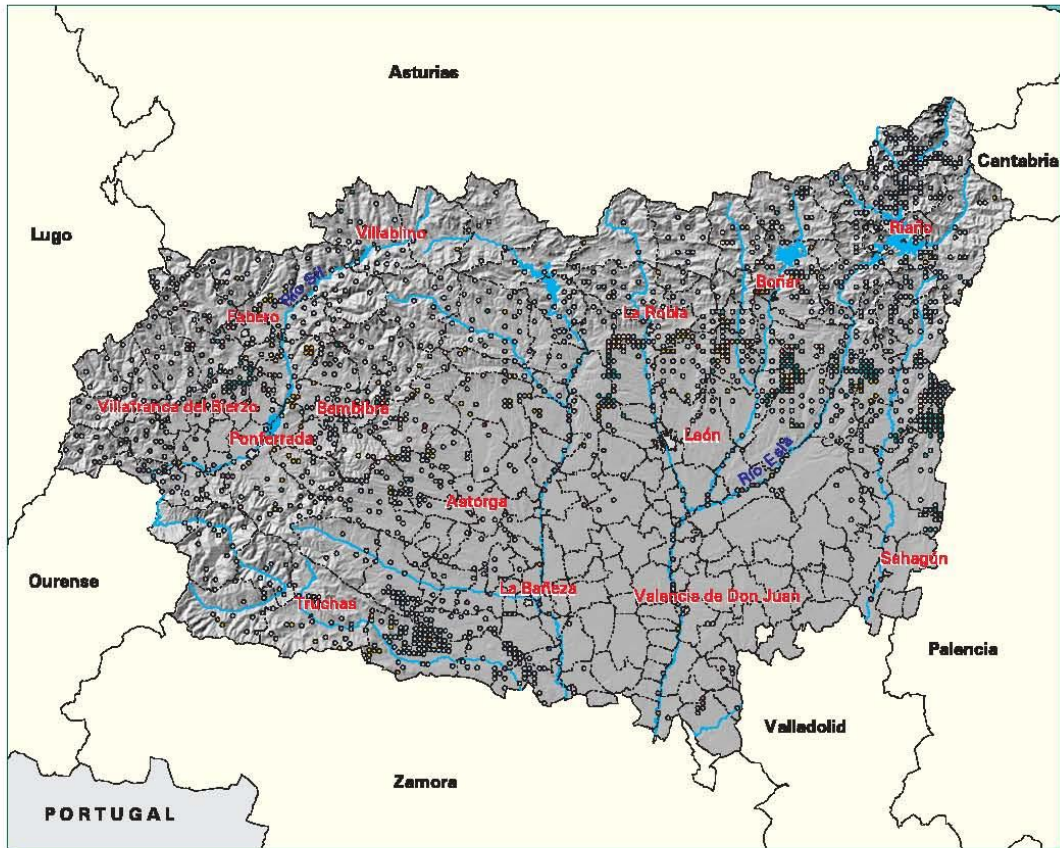 Asturias
Cantabria
Lugo
Villablino
Riaño
Río Sil
Boñar
Fabero
La Robla
Villafranca del Bierzo
Bembibre
Ponferrada
León
Río Esla
Astorga
Sahagún
Ourense
La Bañeza
Truchas
Valencia de Don Juan
Palencia
Valladolid
Zamora
PORTUGAL